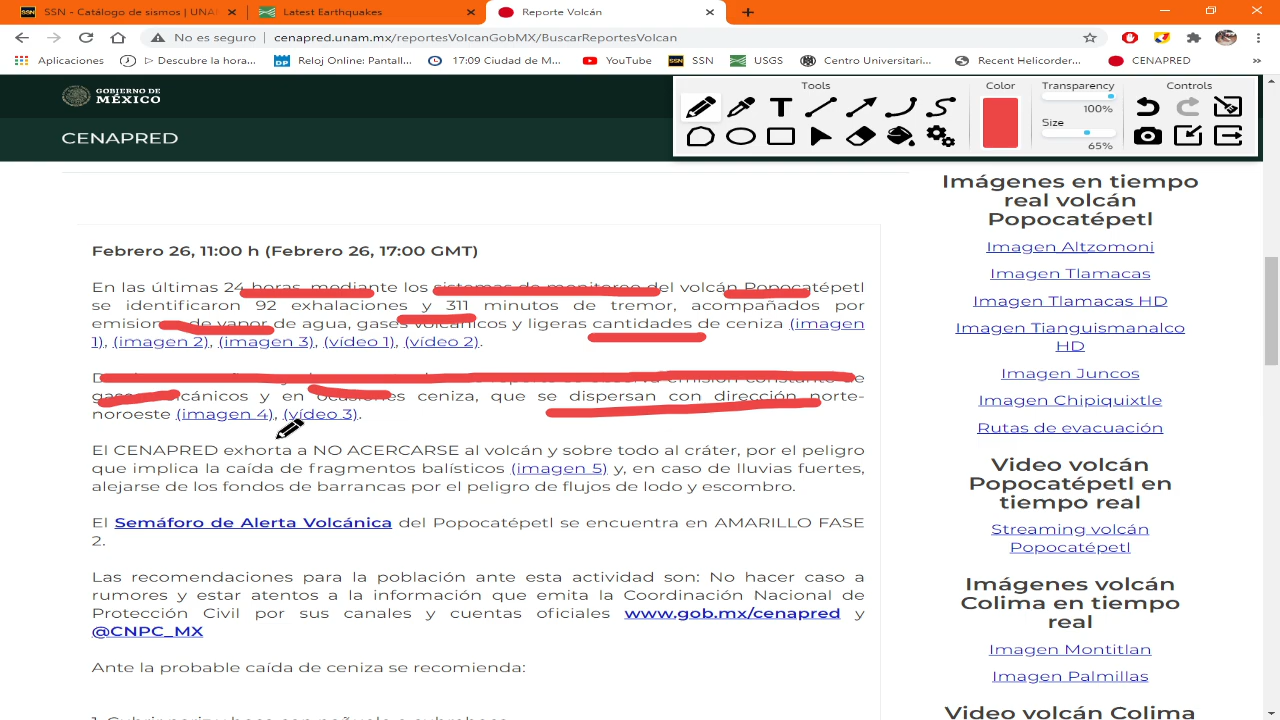 SSN - Catálogo de sismos | UNA
Latest Earthquakes
Reporte Volcán
No es seguro | cenapred.unam.mx/reportesVolcanGobMX/BuscarReportesVolcan
Aplicaciones
Descubre la hora...
Reloj Online: Pantall...
17:09 Ciudad de M...
YouTube
SSN
USGS
Centro Universitari...
Recent Helicorder...
CENAPRED
»
GOBIERNO DE
MÉXICO
CENAPRED
Tools
Color
Transparency
100%
Size
65%
Controls
Febrero 26, 11:00 h (Febrero 26, 17:00 GMT)
En las últimas 24 horas, mediante los sistemas de monitoreo del volcán Popocatépetl
se identificaron 92 exhalaciones y 311 minutos de tremor, acompañados por
emisiones de vapor de agua, gases volcánicos y ligeras cantidades de ceniza (imagen
1), (imagen 2), (imagen 3), (vídeo 1), (vídeo 2).
reporte se observa emisión constante de
gases volcánicos y en ocasiones ceniza, que se dispersan con dirección norte-
noroeste (imagen 4), (vídeo 3).
El CENAPRED exhorta a NO ACERCARSE al volcán y sobre todo al cráter, por el peligro
que implica la caída de fragmentos balísticos (imagen 5) y, en caso de lluvias fuertes,
alejarse de los fondos de barrancas por el peligro de flujos de lodo y escombro.
El Semáforo de Alerta Volcánica del Popocatépetl se encuentra en AMARILLO FASE
2.
Las recomendaciones para la población ante esta actividad son: No hacer caso a
rumores y estar atentos a la información que emita la Coordinación Nacional de
Protección Civil por sus canales y cuentas oficiales www.gob.mx/cenapred y
@CNPC_MX
Ante la probable caída de ceniza se recomienda:
Imágenes en tiempo
real volcán
Popocatépetl
Imagen Altzomoni
Imagen Tlamacas
Imagen Tlamacas HD
Imagen Tianguismanalco
HD
Imagen Juncos
Imagen Chipiquixtle
Rutas de evacuación
Video volcán
Popocatépetl en
tiempo real
Streaming volcán
Popocatépetl
Imágenes volcán
Colima en tiempo
real
Imagen Montitlan
Imagen Palmillas
Video volcán Colima